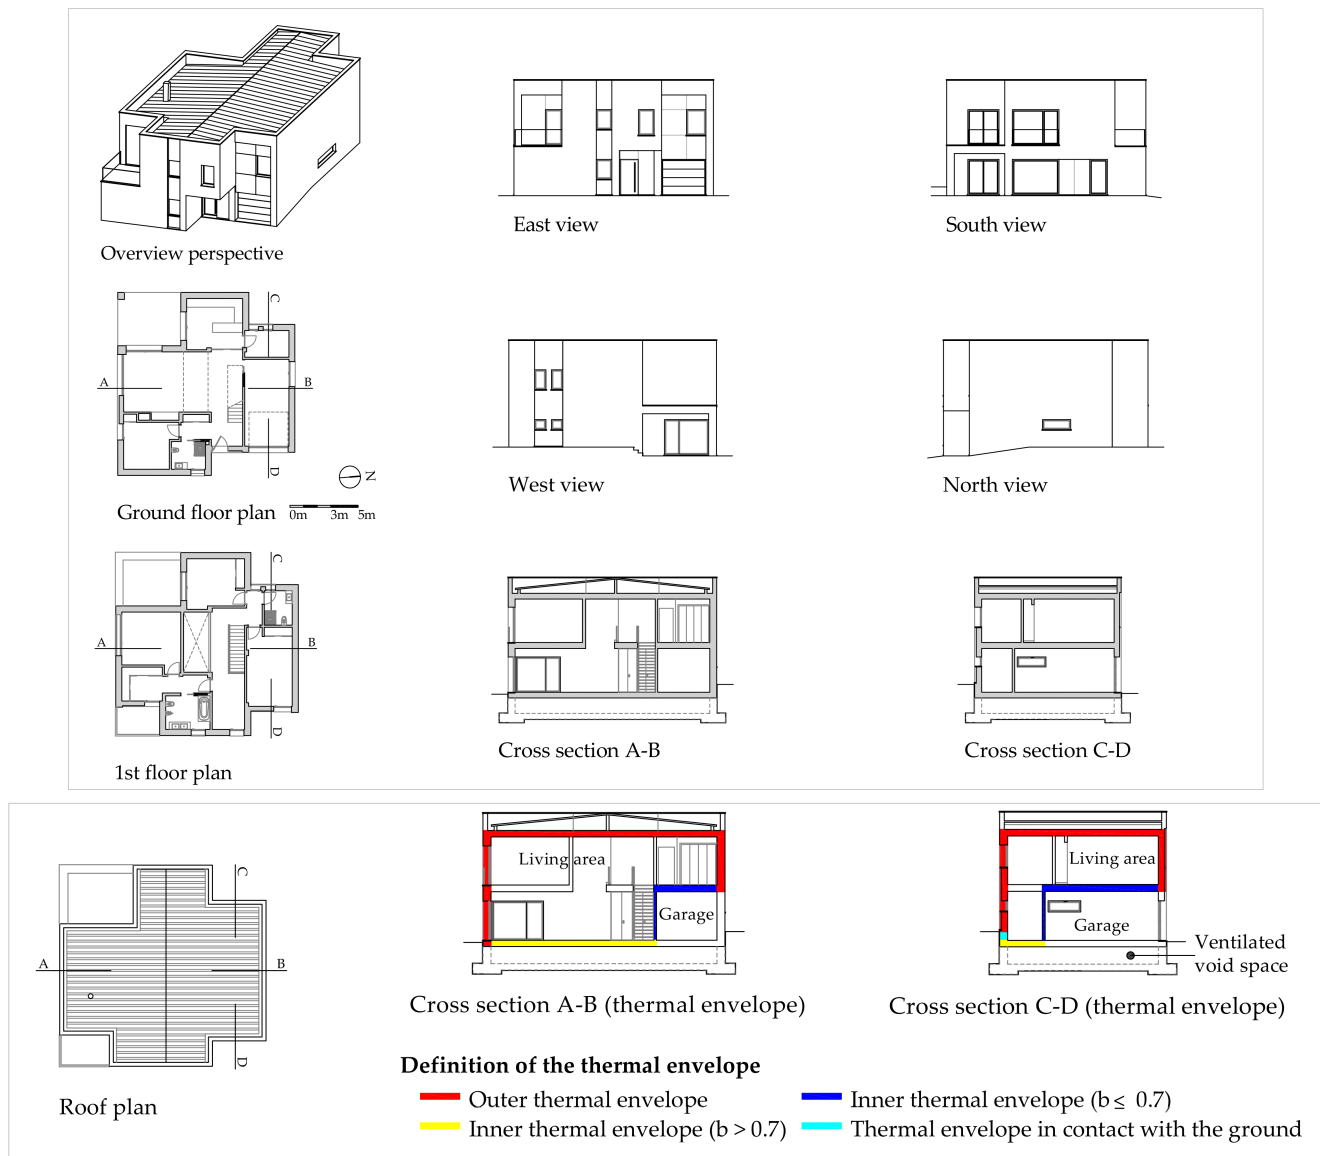 Overview perspective
East view
South view
C
A
B
D
N
Ground floor plan
0m 3m 5m
West view
North view
C
A
B
D
1st floor plan
Cross section A-B
Cross section C-D
C
A
B
D
Roof plan
Living area
Garage
Cross section A-B (thermal envelope)
Living area
Garage
Ventilated
void space
Cross section C-D (thermal envelope)
Definition of the thermal envelope
Outer thermal envelope
Inner thermal envelope (b ≤ 0.7)
Inner thermal envelope (b > 0.7)
Thermal envelope in contact with the ground